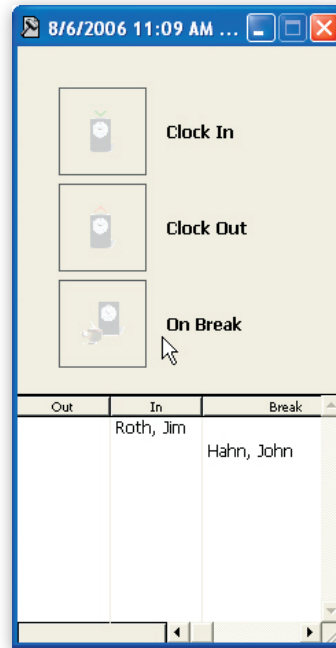 8/6/2006 11:09 AM ...
Clock In
Clock Out
On Break
Out In Break
Roth, Jim
Hahn, John